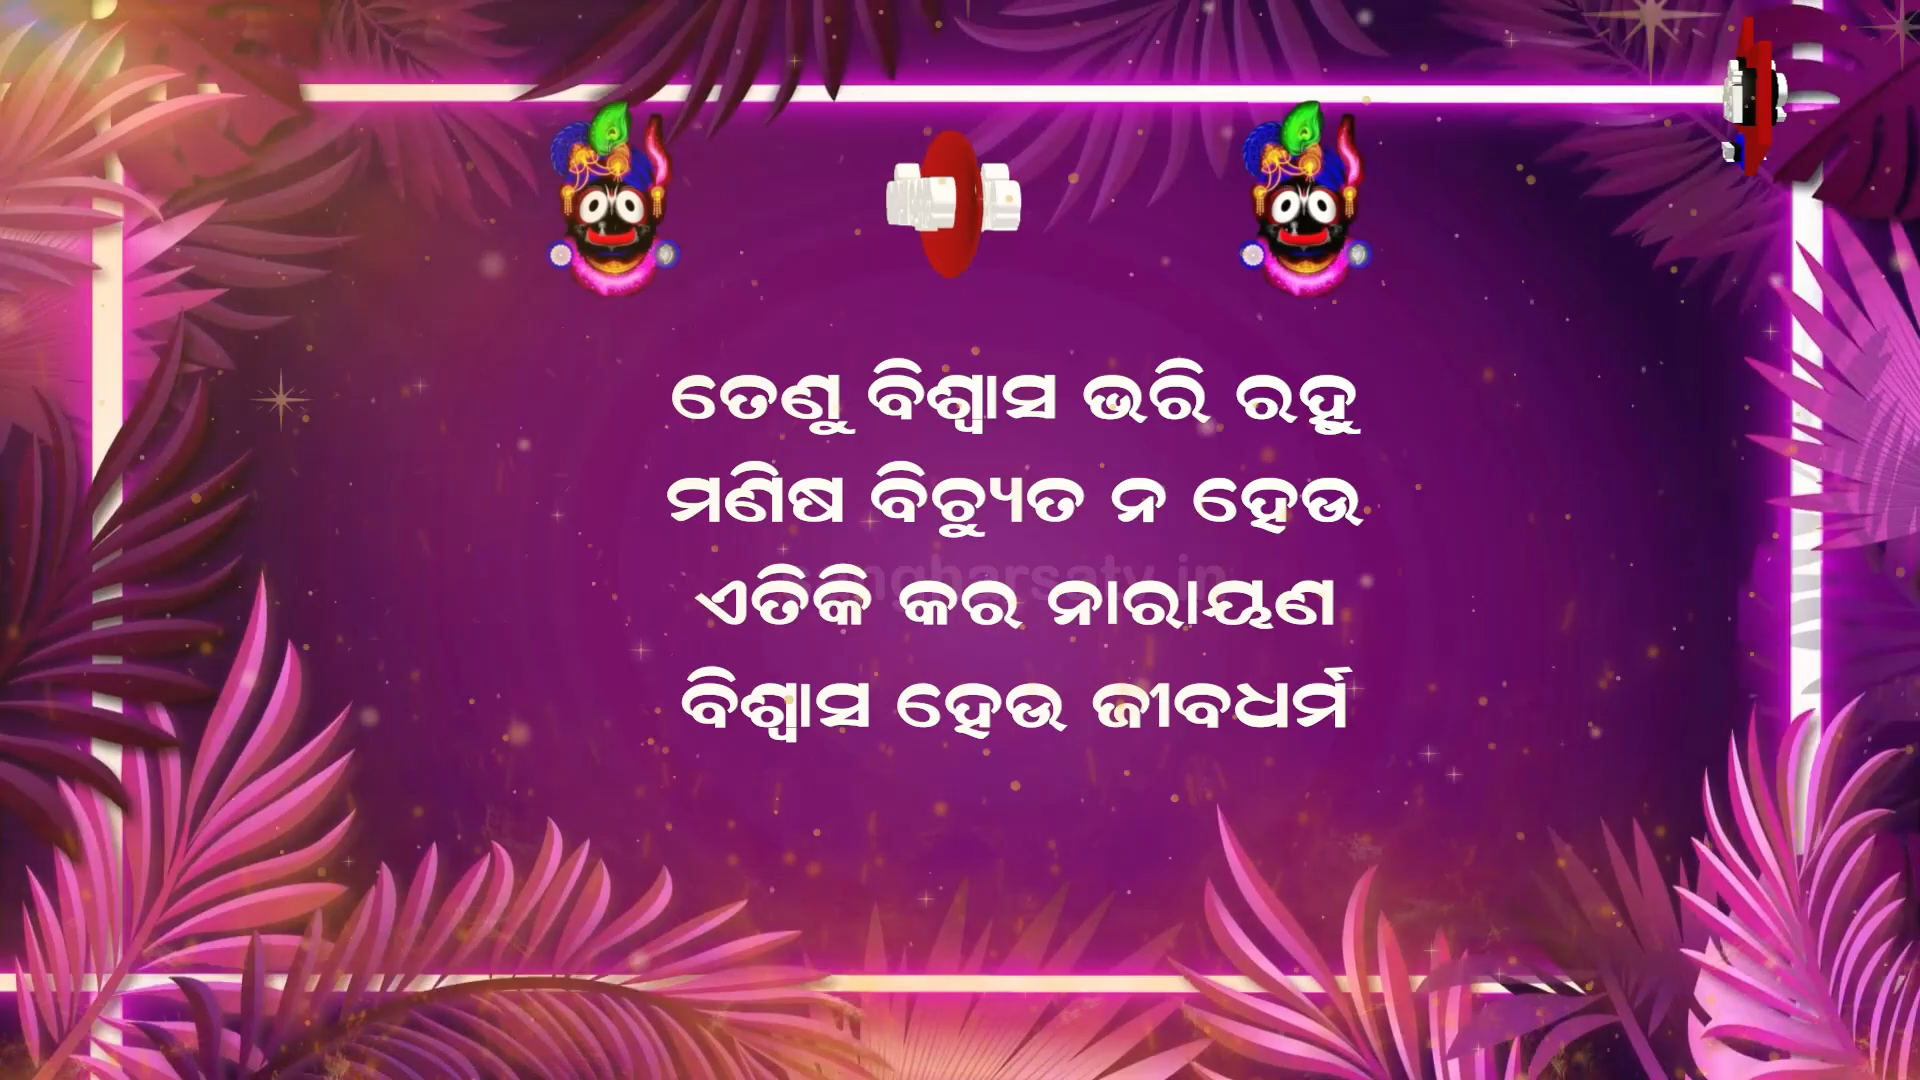 ତେଣୁ ବିଶ୍ୱାସ ଭରି ରହୁ
ମଣିଷ ବିଚ୍ୟୁତ ନ ହେଉ
ଏତିକି କର ନାରାୟଣ
ବିଶ୍ୱାସ ହେଉ ଜୀବଧର୍ମ